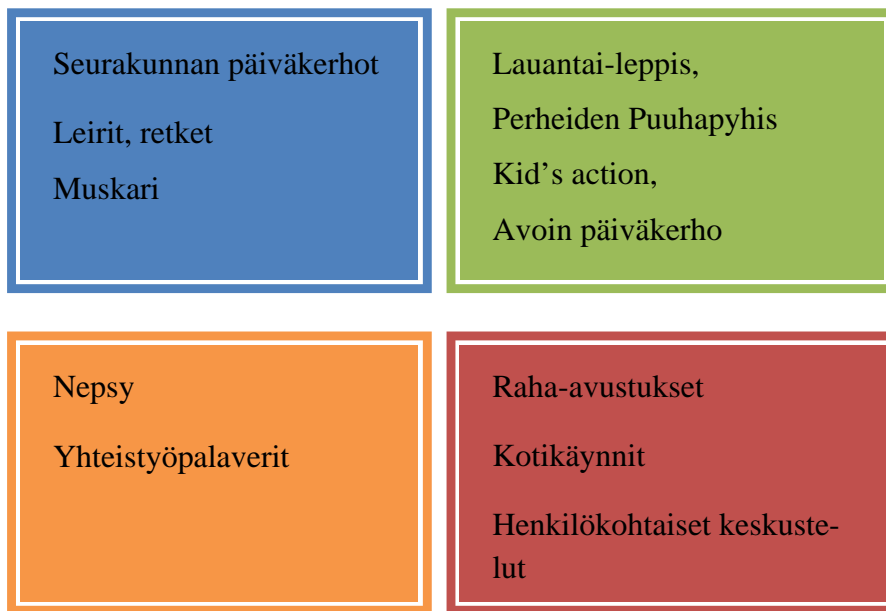 Seurakunnan päiväkerhot
Leirit, retket
Muskari
Lauantai-leppis,
Perheiden Puuhapyhis
Kid’s action,
Avoin päiväkerho
Nepsy
Yhteistyöpalaverit
Raha-avustukset
Kotikäynnit
Henkilökohtaiset keskuste-
lut